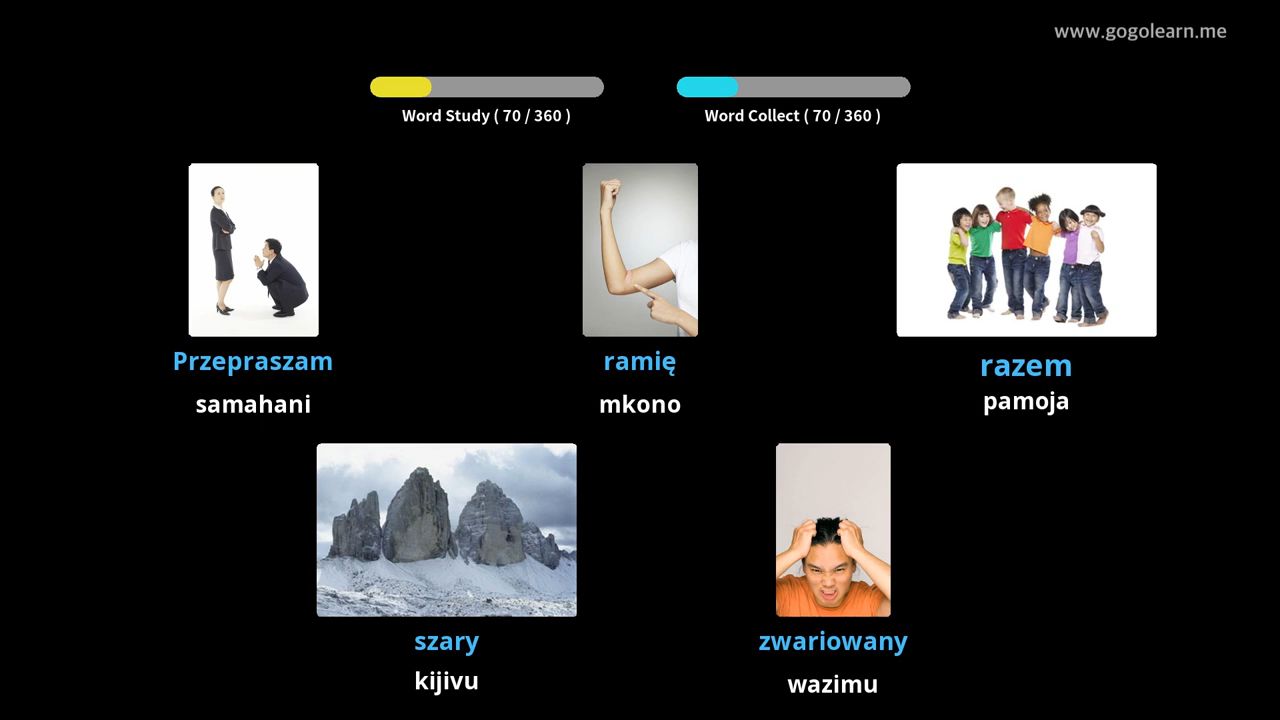 www.gogolearn.me
Word Study ( 70 / 360 )
Word Collect ( 70 / 360 )
Przepraszam
samahani
ramię
mkono
razem
pamoja
szary
kijivu
zwariowany
wazimu